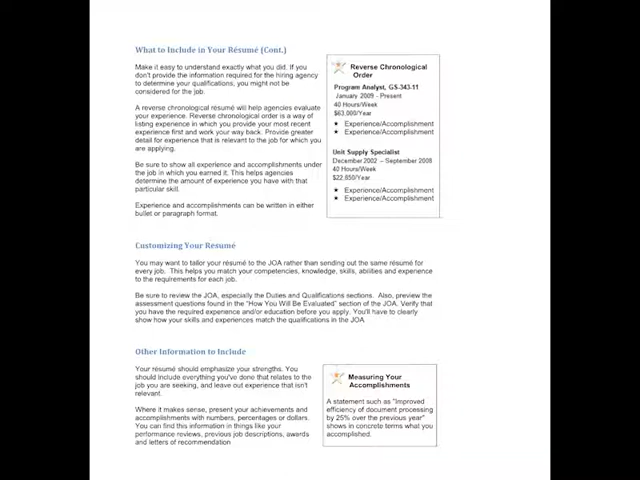 What to Include in Your Résumé (Cont.)
Make it easy to understand exactly what you did. If you
don't provide the information required for the hiring agency
to determine your qualifications, you might not be
considered for the job.
A reverse chronological résumé will help agencies evaluate
your experience. Reverse chronological order is a way of
listing experience in which you provide your most recent
experience first and work your way back. Provide greater
detail for experience that is relevant to the job for which you
are applying.
Be sure to show all experience and accomplishments under
the job in which you earned it. This helps agencies
determine the amount of experience you have with that
particular skill.
Experience and accomplishments can be written in either
bullet or paragraph format.
Reverse Chronological
Order
Program Analyst, GS-343-11
January 2009 - Present
40 Hours/Week
$63,000/Year
• Experience/Accomplishment
• Experience/Accomplishment
Unit Supply Specialist
December 2002 – September 2008
40 Hours/Week
$22,650/Year
• Experience/Accomplishment
• Experience/Accomplishment
Customizing Your Résumé
You may want to tailor your résumé to the JOA rather than sending out the same résumé for
every job. This helps you match your competencies, knowledge, skills, abilities and experience
to the requirements for each job.
Be sure to review the JOA, especially the Duties and Qualifications sections. Also, preview the
assessment questions found in the "How You Will Be Evaluated" section of the JOA. Verify that
you have the required experience and/or education before you apply. You'll have to clearly
show how your skills and experiences match the qualifications in the JOA
Other Information to Include
Your résumé should emphasize your strengths. You
should include everything you've done that relates to the
job you are seeking, and leave out experience that isn't
relevant.
Where it makes sense, present your achievements and
accomplishments with numbers, percentages or dollars.
You can find this information in things like your
performance reviews, previous job descriptions, awards
and letters of recommendation
Measuring Your
Accomplishments
A statement such as "Improved
efficiency of document processing
by 25% over the previous year"
shows in concrete terms what you
accomplished.